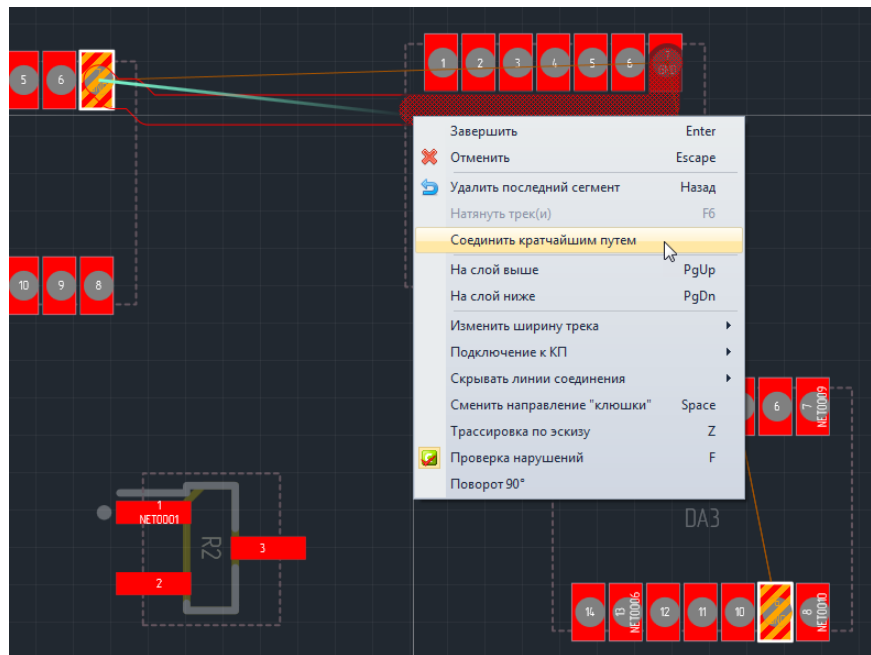 5 6
1 2 3 4 5 6 7
GND
Завершить Enter
Отменить Escape
Удалить последний сегмент Назад
Натянуть трек(и) F6
Соединить кратчайшим путем
10 9 8
На слой выше PgUp
На слой ниже PgDn
Изменить ширину трека
Подключение к КП
Скрывать линии соединения
Сменить направление "клюшки" Space
6 7 NET0009
Трассировка по эскизу Z
Проверка нарушений F
Поворот 90°
1
NET0001
R2
3
2
DA3
14 13 NET0006 12 11 10 8 NET0010